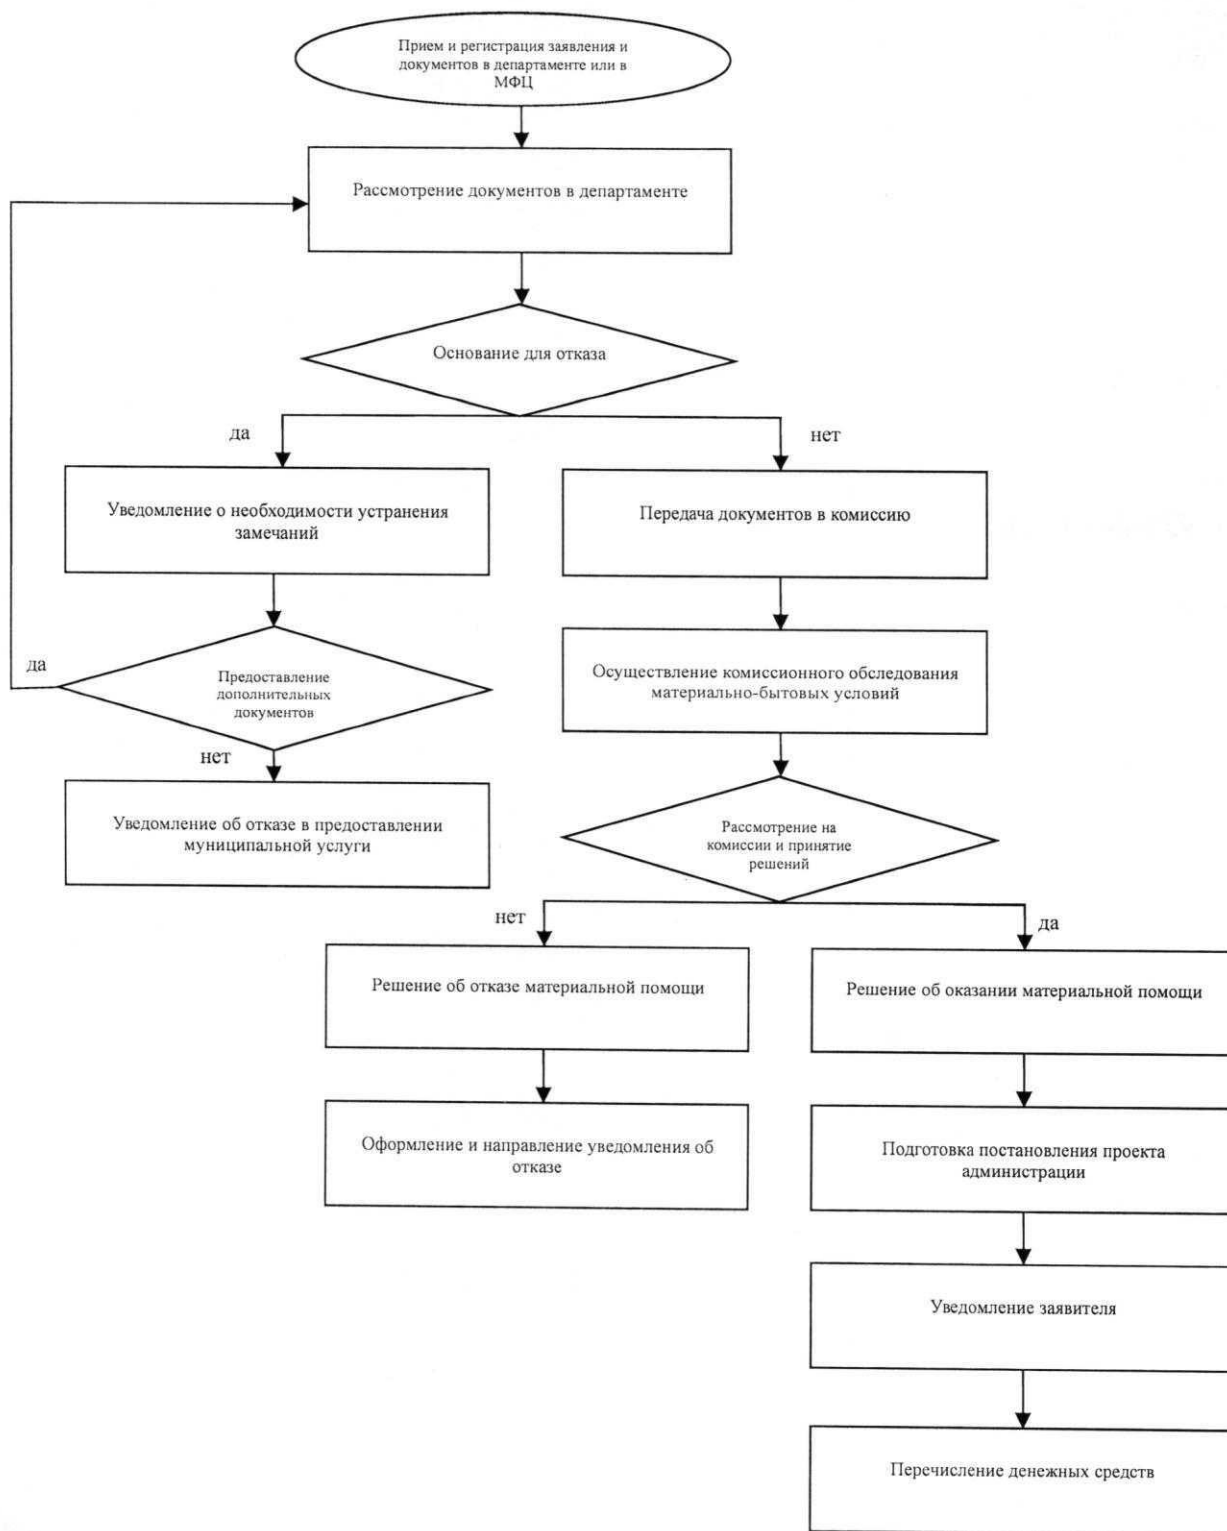 Прием и регистрация заявления и
документов в департаменте или в
МФЦ
Рассмотрение документов в департаменте
Основание для отказа
да
нет
Уведомление о необходимости устранения
замечаний
Передача документов в комиссию
да
Предоставление
дополнительных
документов
Осуществление комиссионного обследования
материально-бытовых условий
нет
Уведомление об отказе в предоставлении
муниципальной услуги
Рассмотрение на
комиссии и принятие
решений
нет
да
Решение об отказе материальной помощи
Решение об оказании материальной помощи
Оформление и направление уведомления об
отказе
Подготовка постановления проекта
администрации
Уведомление заявителя
Перечисление денежных средств